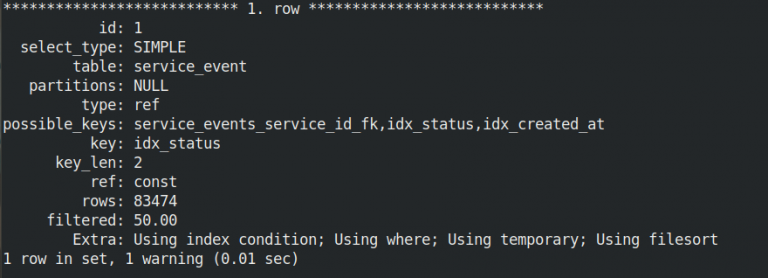 *************************** 1. row ***************************
id: 1
select_type: SIMPLE
table: service_event
partitions: NULL
type: ref
possible_keys: service_events_service_id_fk,idx_status,idx_created_at
key: idx_status
key_len: 2
ref: const
rows: 83474
filtered: 50.00
Extra: Using index condition; Using where; Using temporary; Using filesort
1 row in set, 1 warning (0.01 sec)